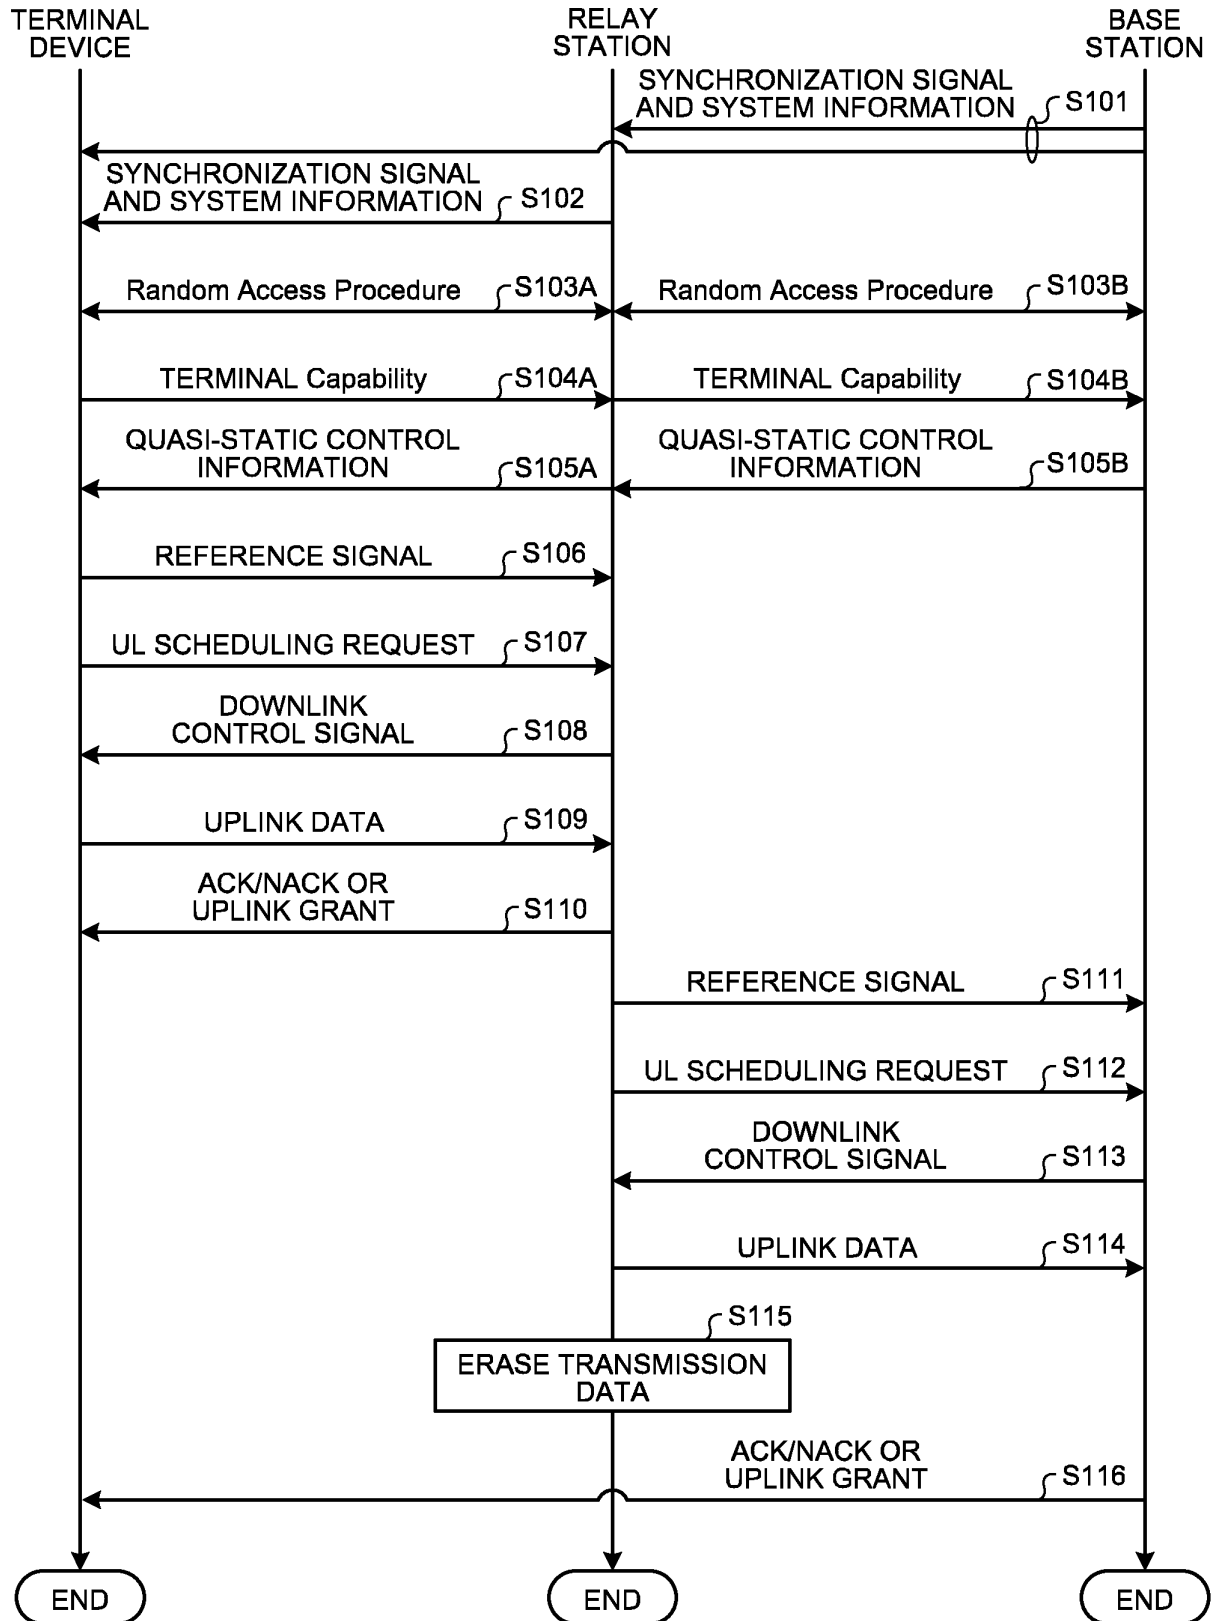 TERMINAL
DEVICE
RELAY
STATION
BASE
STATION
SYNCHRONIZATION SIGNAL
AND SYSTEM INFORMATION
S101
SYNCHRONIZATION SIGNAL
AND SYSTEM INFORMATION
S102
Random Access Procedure
S103A
Random Access Procedure
S103B
TERMINAL Capability
S104A
TERMINAL Capability
S104B
QUASI-STATIC CONTROL
INFORMATION
S105A
QUASI-STATIC CONTROL
INFORMATION
S105B
REFERENCE SIGNAL
S106
UL SCHEDULING REQUEST
S107
DOWNLINK
CONTROL SIGNAL
S108
UPLINK DATA
S109
ACK/NACK OR
UPLINK GRANT
S110
REFERENCE SIGNAL
S111
UL SCHEDULING REQUEST
S112
DOWNLINK
CONTROL SIGNAL
S113
UPLINK DATA
S114
S115
ERASE TRANSMISSION
DATA
ACK/NACK OR
UPLINK GRANT
S116
END
END
END